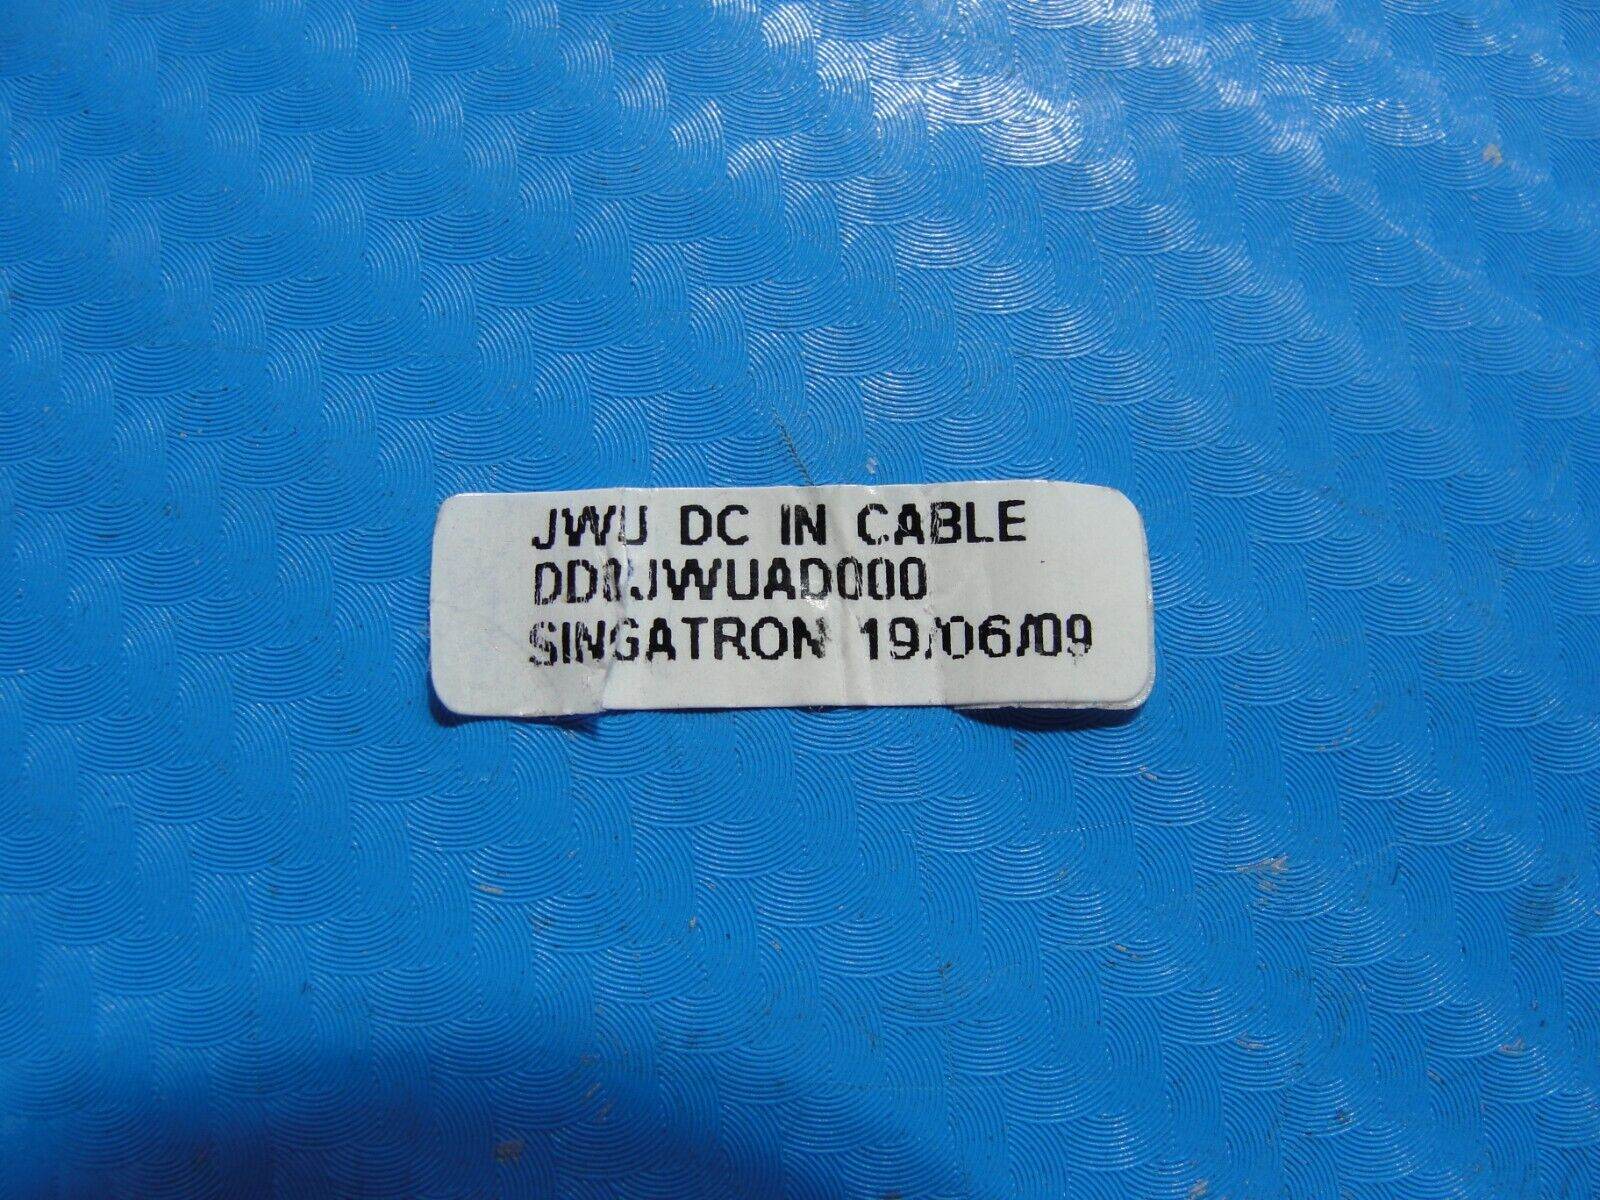 JWU DC IN CABLE
DD0JWUAD000
SINGATRON 19/06/09